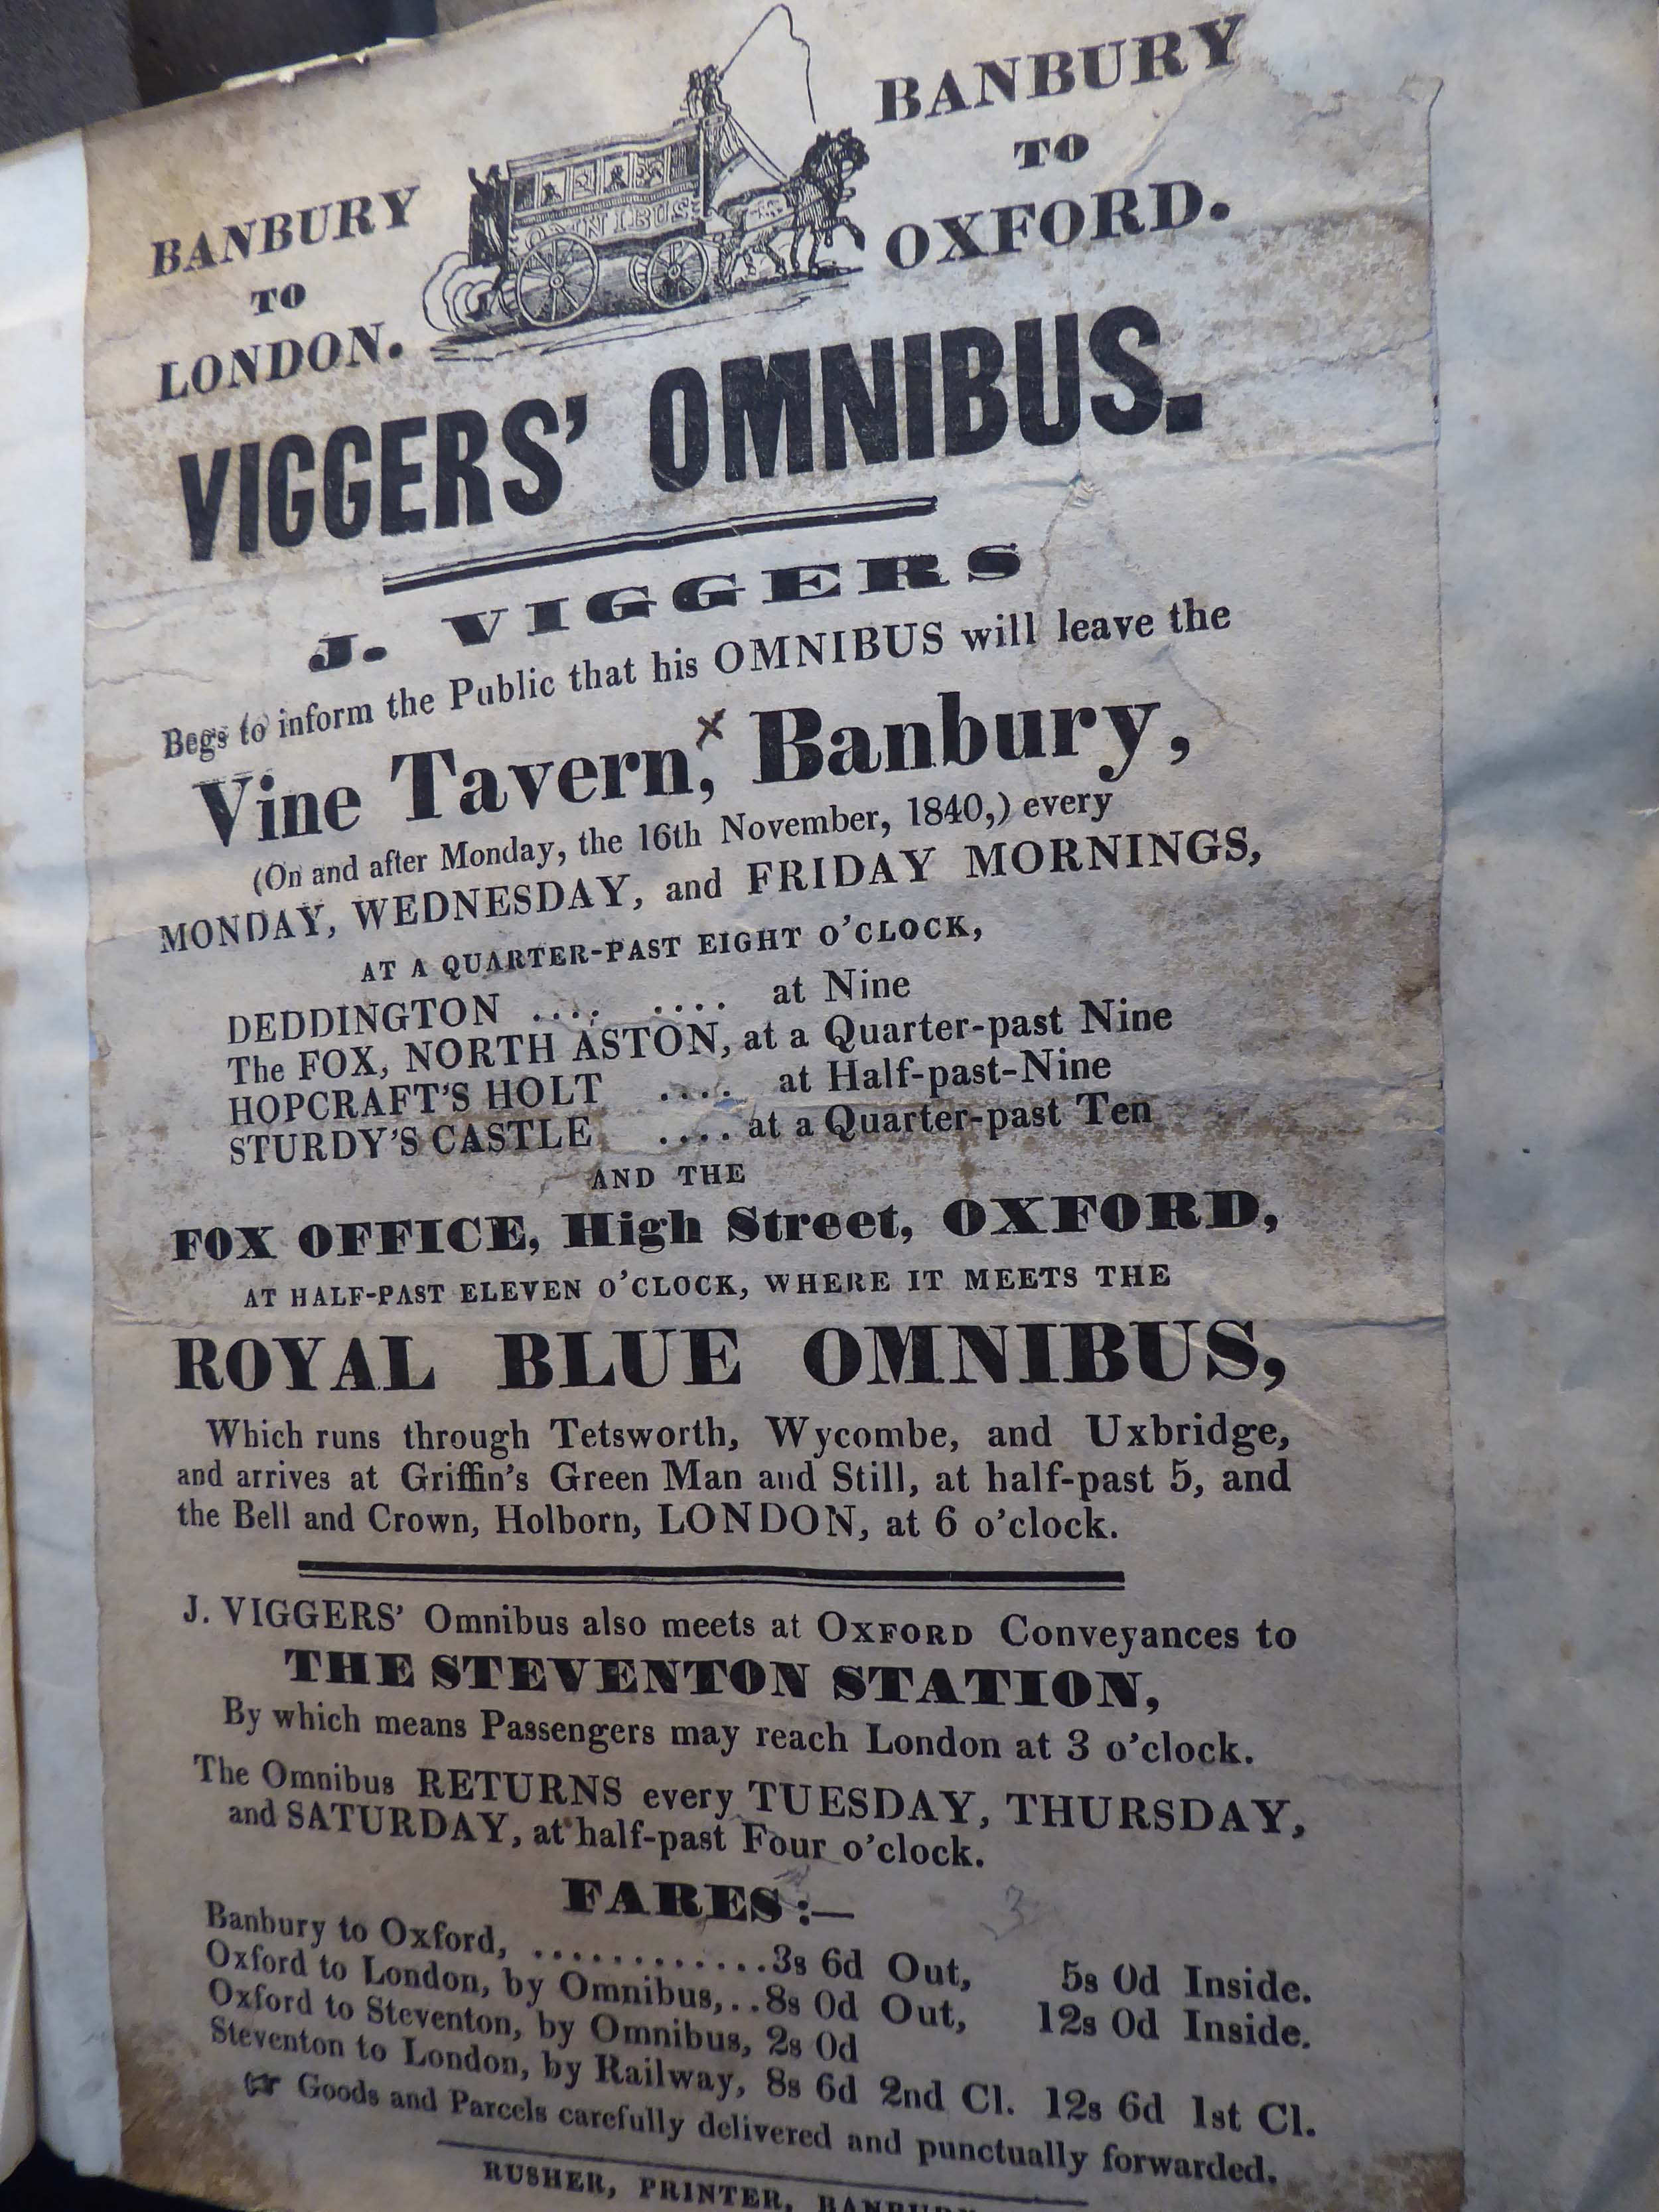 BANBURY
TO
LONDON.
OMNIBUS
BANBURY
TO
OXFORD.
VIGGERS' OMNIBUS.
J. VIGGERS
Begs to inform the Public that his OMNIBUS will leave the
Vine Tavern, x Banbury,
(On and after Monday, the 16th November, 1840,) every
MONDAY, WEDNESDAY, and FRIDAY MORNINGS,
AT A QUARTER-PAST EIGHT O'CLOCK,
DEDDINGTON .... .... at Nine
The FOX, NORTH ASTON, at a Quarter-past Nine
HOPCRAFT'S HOLT .... at Half-past-Nine
STURDY'S CASTLE .... at a Quarter-past Ten
AND THE
FOX OFFICE, High Street, OXFORD,
AT HALF-PAST ELEVEN O'CLOCK, WHERE IT MEETS THE
ROYAL BLUE OMNIBUS,
Which runs through Tetsworth, Wycombe, and Uxbridge,
and arrives at Griffin's Green Man and Still, at half-past 5, and
the Bell and Crown, Holborn, LONDON, at 6 o'clock.
J. VIGGERS' Omnibus also meets at OXFORD Conveyances to
THE STEVENTON STATION,
By which means Passengers may reach London at 3 o'clock.
The Omnibus RETURNS every TUESDAY, THURSDAY,
and SATURDAY, at half-past Four o'clock.
FARES:—
3
Banbury to Oxford, ............3s 6d Out, 5s 0d Inside.
Oxford to London, by Omnibus,..8s 0d Out, 12s 0d Inside.
Oxford to Steventon, by Omnibus, 2s 0d
Steventon to London, by Railway, 8s 6d 2nd Cl. 12s 6d 1st Cl.
☞ Goods and Parcels carefully delivered and punctually forwarded.
RUSHER, PRINTER, BANBURY